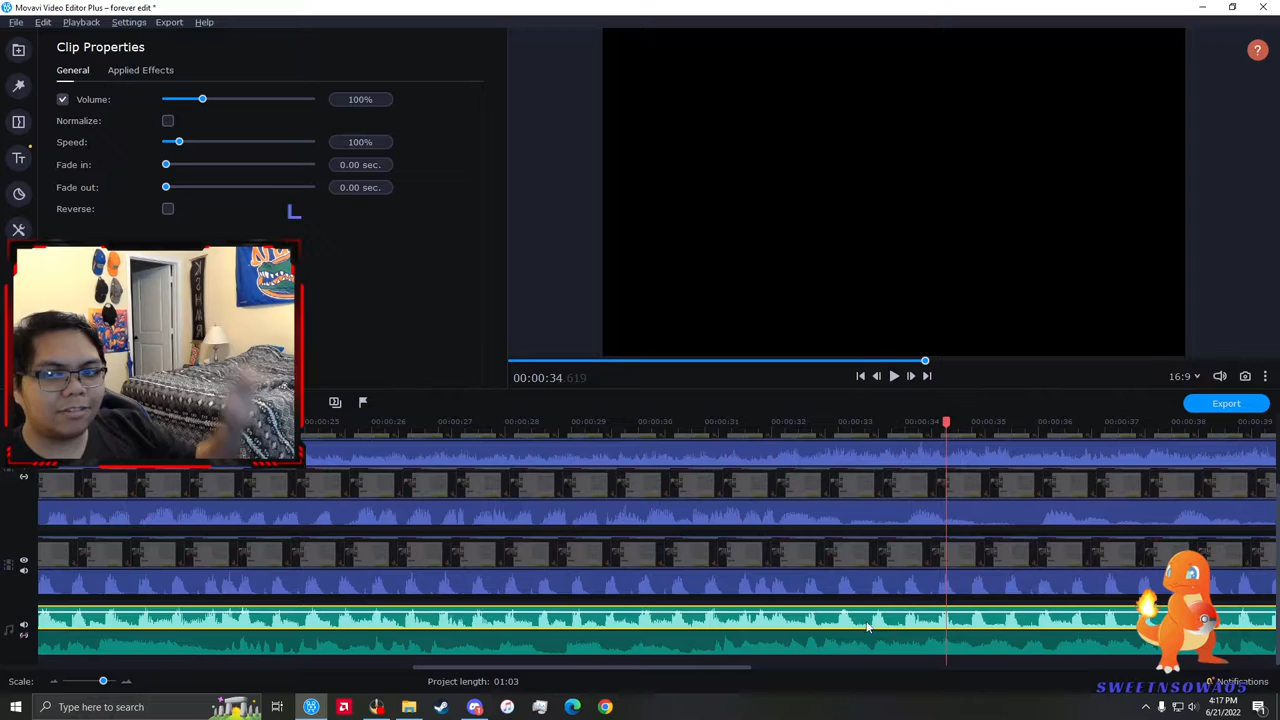 Movavi Video Editor Plus – forever edit *
File Edit Playback Settings Export Help
Clip Properties
General Applied Effects
Volume: 100%
Normalize:
Speed: 100%
Fade in: 0.00 sec.
Fade out: 0.00 sec.
Reverse:
L
KSHMR
00:00:34.619
16:9
Export
00:00:25 00:00:26 00:00:27 00:00:28 00:00:29 00:00:30 00:00:31 00:00:32 00:00:33 00:00:34 00:00:35 00:00:36 00:00:37 00:00:38 00:00:39
SWEETNSOWA05
Scale:
Project length: 01:03
Notifications
Type here to search
4:17 PM
6/21/2022